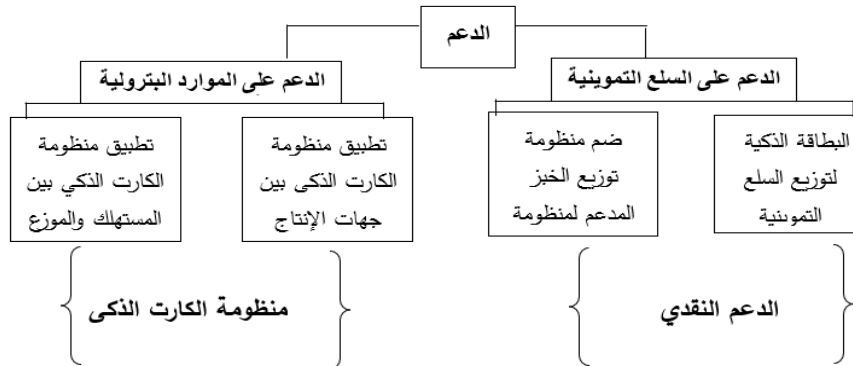 الدعم
الدعم على السلع التموينية
الدعم على الموارد البترولية
البطاقة الذكية
لتوزيع السلع
التموينية
ضم منظومة
توزيع الخبز
المدعم لمنظومة
تطبيق منظومة
الكارت الذكى بين
جهات الإنتاج
تطبيق منظومة
الكارت الذكي بين
المستهلك والموزع
الدعم النقدي
منظومة الكارت الذكى